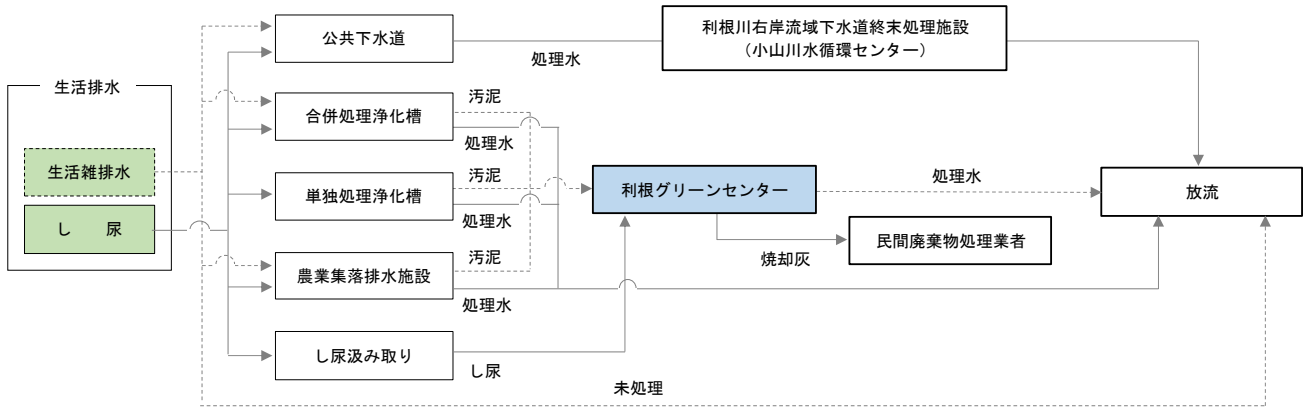 生活排水
生活雑排水
し　尿
公共下水道
処理水
利根川右岸流域下水道終末処理施設
（小山川水循環センター）
合併処理浄化槽
汚泥
処理水
単独処理浄化槽
汚泥
処理水
利根グリーンセンター
処理水
放流
焼却灰
民間廃棄物処理業者
農業集落排水施設
汚泥
処理水
し尿汲み取り
し尿
未処理